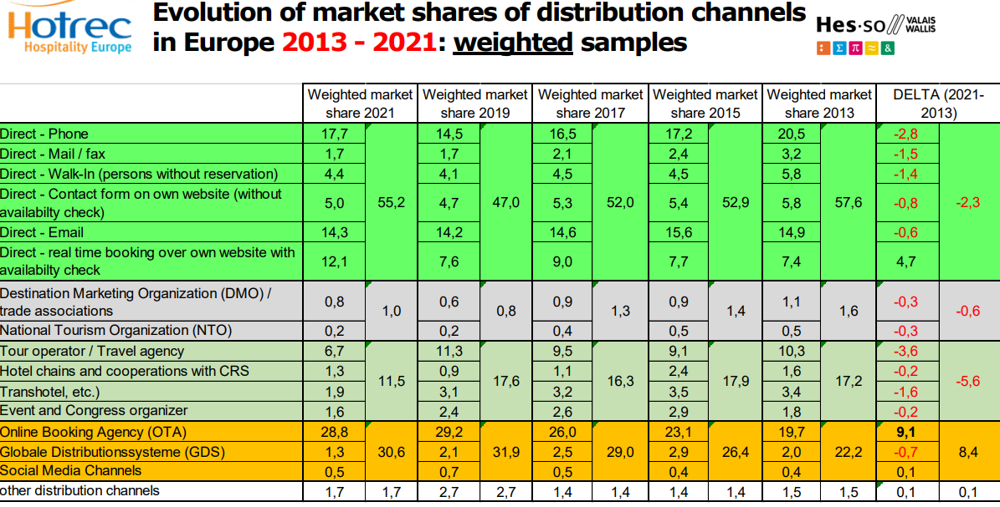 Hotrec
Hospitality Europe
Evolution of market shares of distribution channels
in Europe 2013 - 2021: weighted samples
Hes·so// VALAIS
WALLIS
: Σ π ≈ &
Weighted market share 2021 Weighted market share 2019 Weighted market share 2017 Weighted market share 2015 Weighted market share 2013 DELTA (2021-2013)
Direct - Phone 17,7 14,5 16,5 17,2 20,5 -2,8
Direct - Mail / fax 1,7 1,7 2,1 2,4 3,2 -1,5
Direct - Walk-In (persons without reservation) 4,4 4,1 4,5 4,5 5,8 -1,4
Direct - Contact form on own website (without
availabilty check) 5,0 55,2 4,7 47,0 5,3 52,0 5,4 52,9 5,8 57,6 -0,8 -2,3
Direct - Email 14,3 14,2 14,6 15,6 14,9 -0,6
Direct - real time booking over own website with
availabilty check 12,1 7,6 9,0 7,7 7,4 4,7
Destination Marketing Organization (DMO) /
trade associations 0,8 1,0 0,6 0,8 0,9 1,3 0,9 1,4 1,1 1,6 -0,3 -0,6
National Tourism Organization (NTO) 0,2 0,2 0,4 0,5 0,5 -0,3
Tour operator / Travel agency 6,7 11,3 9,5 9,1 10,3 -3,6
Hotel chains and cooperations with CRS 1,3 11,5 0,9 17,6 1,1 16,3 2,4 17,9 1,6 17,2 -0,2 -5,6
Transhotel, etc.) 1,9 3,1 3,2 3,5 3,4 -1,6
Event and Congress organizer 1,6 2,4 2,6 2,9 1,8 -0,2
Online Booking Agency (OTA) 28,8 29,2 26,0 23,1 19,7 9,1
Globale Distributionssysteme (GDS) 1,3 30,6 2,1 31,9 2,5 29,0 2,9 26,4 2,0 22,2 -0,7 8,4
Social Media Channels 0,5 0,7 0,5 0,4 0,4 0,1
other distribution channels 1,7 1,7 2,7 2,7 1,4 1,4 1,4 1,4 1,5 1,5 0,1 0,1